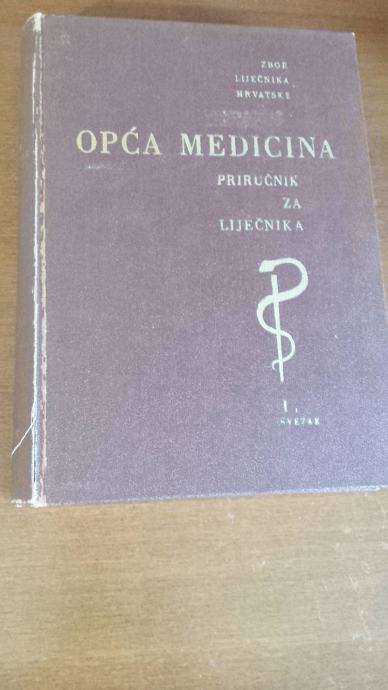 ZBOR
LIJEČNIKA
HRVATSKE
OPĆA MEDICINA
PRIRUČNIK
ZA
LIJEČNIKA
I.
SVEZAK